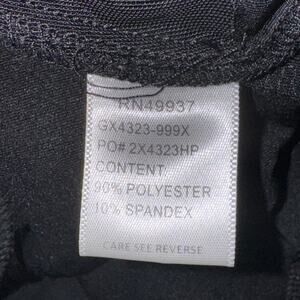 RN49937
GX4323-999X
PO# 2X4323HP
CONTENT
90% POLYESTER
10% SPANDEX
CARE SEE REVERSE